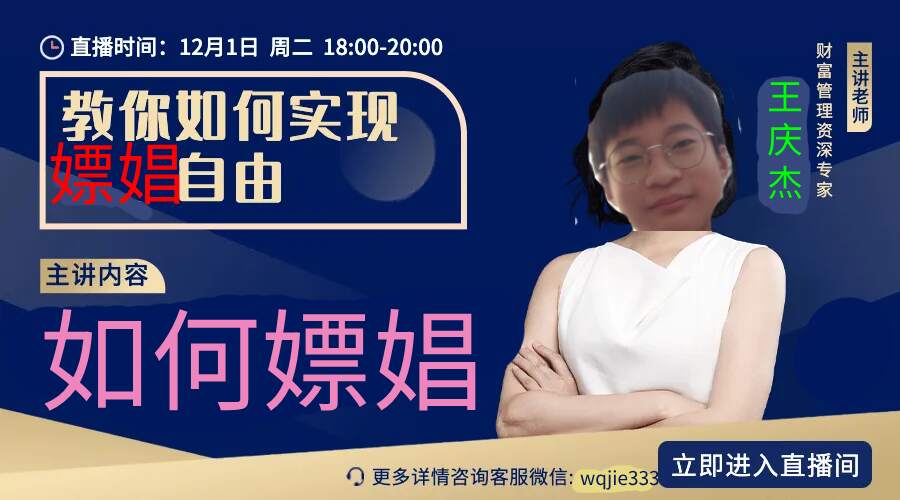 直播时间：12月1日 周二 18:00-20:00
教你如何实现
嫖娼自由
主讲内容
如何嫖娼
主讲老师
财富管理资深专家
王庆杰
更多详情咨询客服微信: wqjie333
立即进入直播间